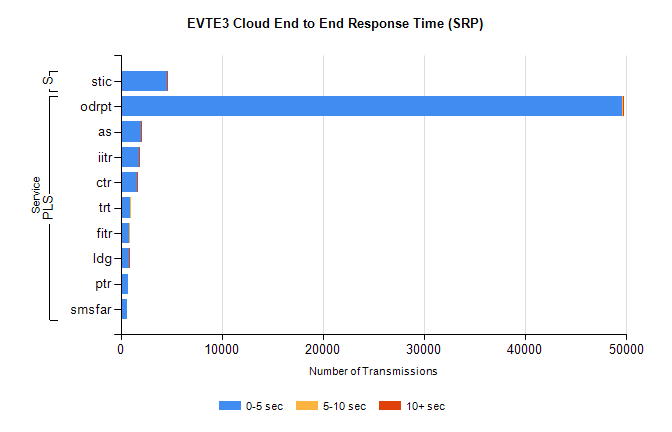 EVTE3 Cloud End to End Response Time (SRP)
S
stic
Service
PLS
odrpt
as
iitr
ctr
trt
fitr
ldg
ptr
smsfar
0 10000 20000 30000 40000 50000
Number of Transmissions
0-5 sec 5-10 sec 10+ sec